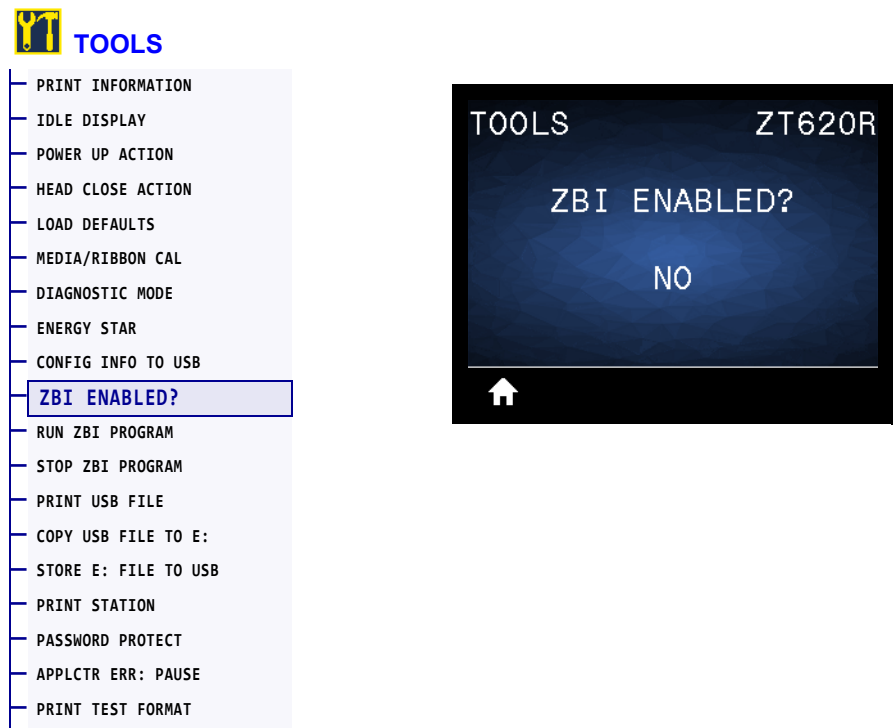 TOOLS
PRINT INFORMATION
IDLE DISPLAY
POWER UP ACTION
HEAD CLOSE ACTION
LOAD DEFAULTS
MEDIA/RIBBON CAL
DIAGNOSTIC MODE
ENERGY STAR
CONFIG INFO TO USB
ZBI ENABLED?
RUN ZBI PROGRAM
STOP ZBI PROGRAM
PRINT USB FILE
COPY USB FILE TO E:
STORE E: FILE TO USB
PRINT STATION
PASSWORD PROTECT
APPLCTR ERR: PAUSE
PRINT TEST FORMAT
TOOLS ZT620R
ZBI ENABLED?
NO